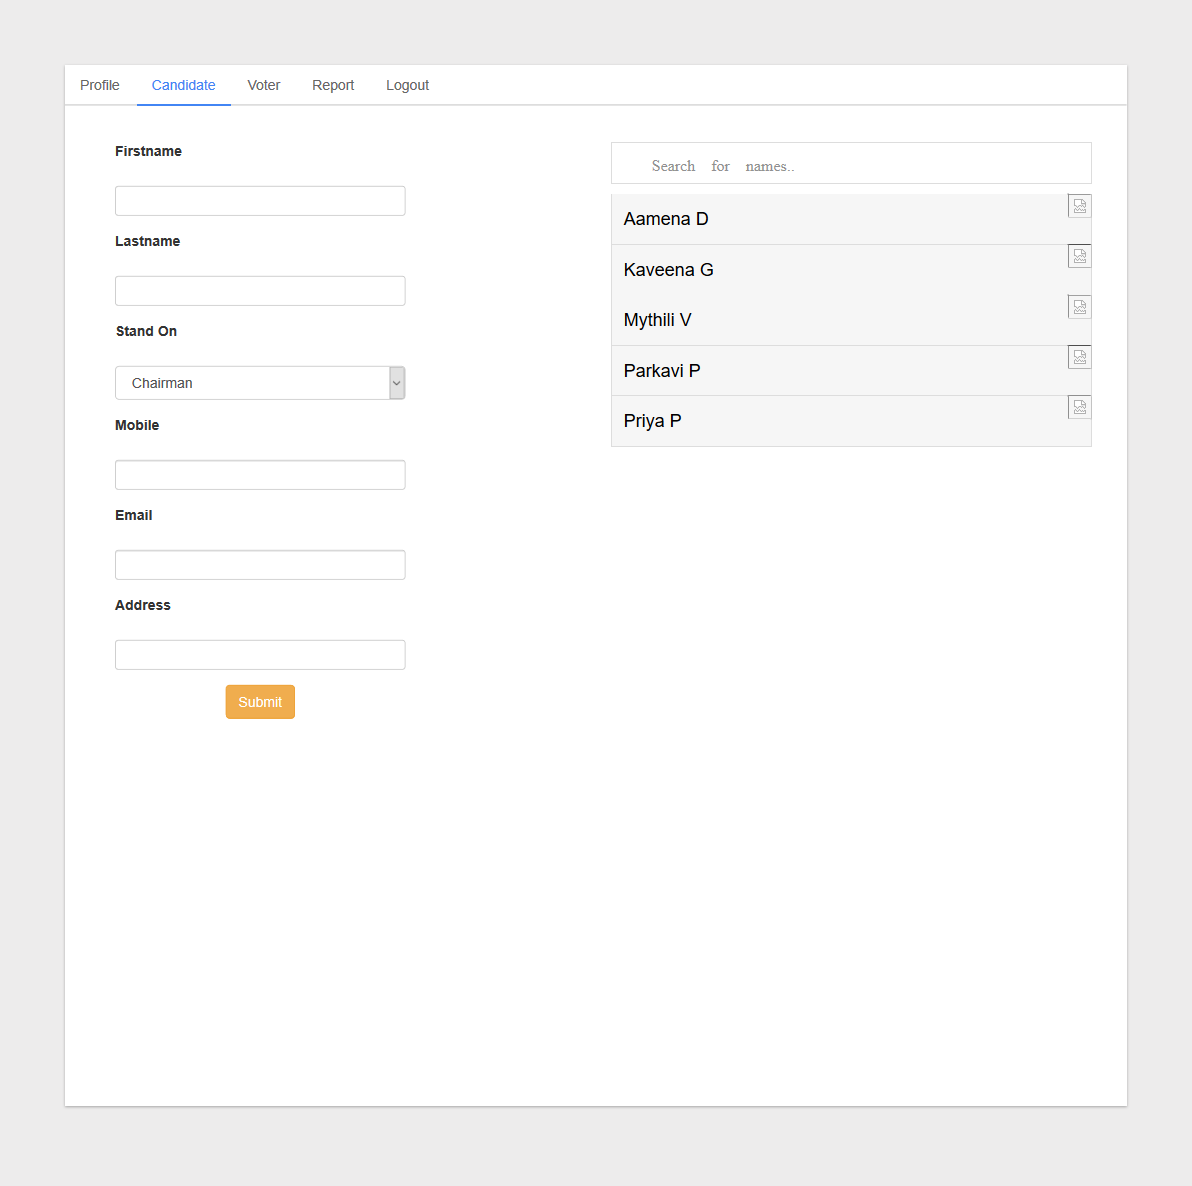 Profile Candidate Voter Report Logout
Firstname
Lastname
Stand On
Chairman
Mobile
Email
Address
Submit
Search for names..
Aamena D
Kaveena G
Mythili V
Parkavi P
Priya P